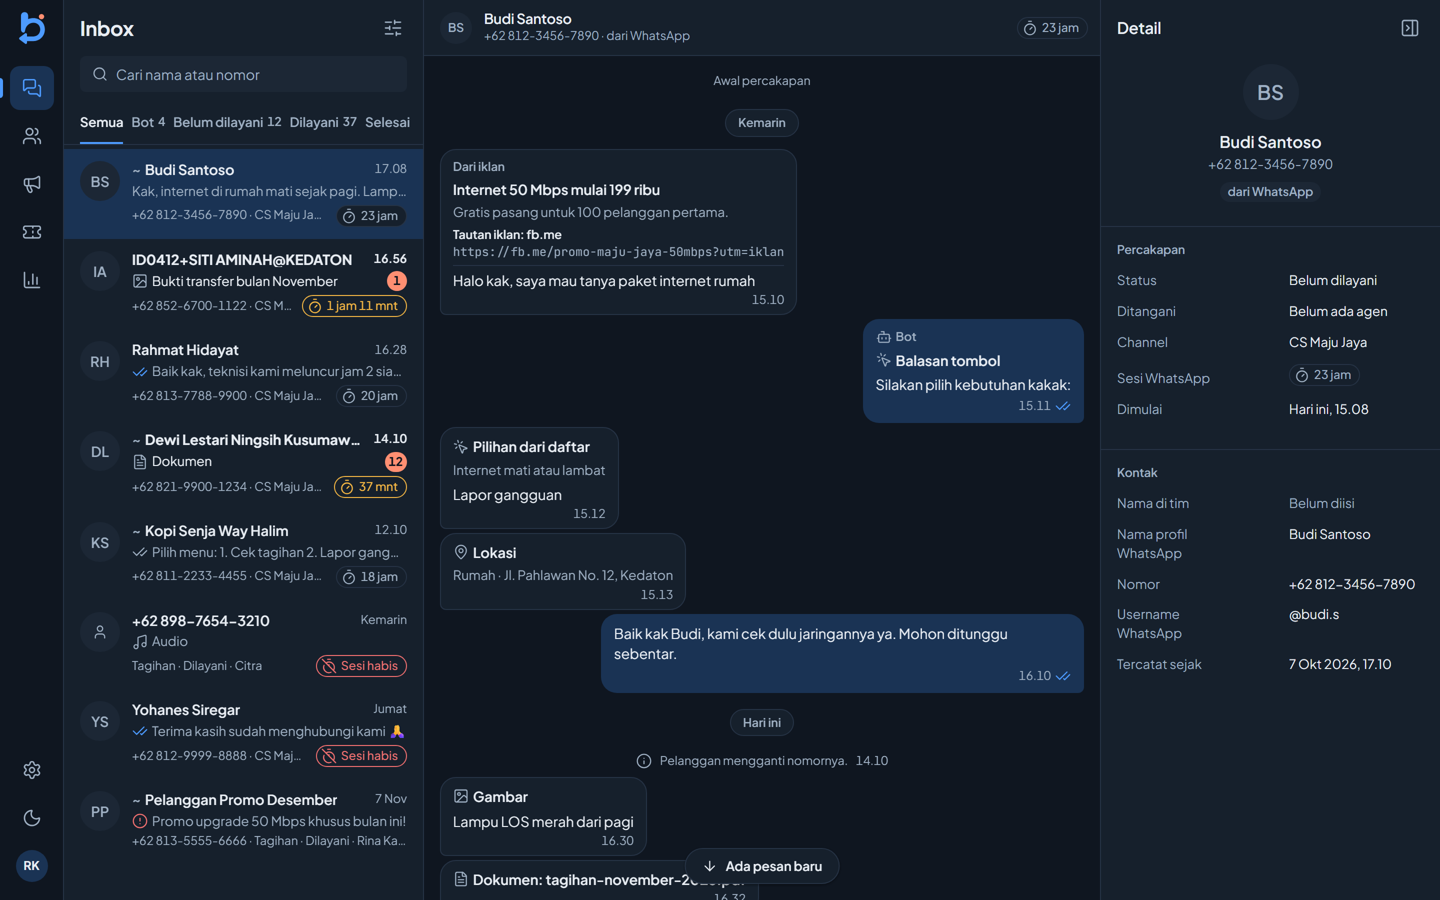 Inbox
Cari nama atau nomor
Semua Bot 4 Belum dilayani 12 Dilayani 37 Selesai
BS
~ Budi Santoso 17.08
Kak, internet di rumah mati sejak pagi. Lamp...
+62 812-3456-7890 · CS Maju Ja... 23 jam
IA
ID0412+SITI AMINAH@KEDATON 16.56
Bukti transfer bulan November 1
+62 852-6700-1122 · CS M... 1 jam 11 mnt
RH
Rahmat Hidayat 16.28
Baik kak, teknisi kami meluncur jam 2 sia...
+62 813-7788-9900 · CS Maju Ja... 20 jam
DL
~ Dewi Lestari Ningsih Kusumaw... 14.10
Dokumen 12
+62 821-9900-1234 · CS Maju Ja... 37 mnt
KS
~ Kopi Senja Way Halim 12.10
Pilih menu: 1. Cek tagihan 2. Lapor gang...
+62 811-2233-4455 · CS Maju Ja... 18 jam
+62 898-7654-3210 Kemarin
Audio
Tagihan · Dilayani · Citra Sesi habis
YS
Yohanes Siregar Jumat
Terima kasih sudah menghubungi kami 🙏
+62 812-9999-8888 · CS Maj... Sesi habis
PP
~ Pelanggan Promo Desember 7 Nov
Promo upgrade 50 Mbps khusus bulan ini!
+62 813-5555-6666 · Tagihan · Dilayani · Rina Ka...
RK
BS
Budi Santoso
+62 812-3456-7890 · dari WhatsApp
23 jam
Awal percakapan
Kemarin
Dari iklan
Internet 50 Mbps mulai 199 ribu
Gratis pasang untuk 100 pelanggan pertama.
Tautan iklan: fb.me
https://fb.me/promo-maju-jaya-50mbps?utm=iklan
Halo kak, saya mau tanya paket internet rumah
15.10
Bot
Balasan tombol
Silakan pilih kebutuhan kakak:
15.11
Pilihan dari daftar
Internet mati atau lambat
Lapor gangguan
15.12
Lokasi
Rumah · Jl. Pahlawan No. 12, Kedaton
15.13
Baik kak Budi, kami cek dulu jaringannya ya. Mohon ditunggu
sebentar.
16.10
Hari ini
Pelanggan mengganti nomornya. 14.10
Gambar
Lampu LOS merah dari pagi
16.30
Ada pesan baru
Dokumen: tagihan-november-
16.32
Detail
BS
Budi Santoso
+62 812-3456-7890
dari WhatsApp
Percakapan
Status Belum dilayani
Ditangani Belum ada agen
Channel CS Maju Jaya
Sesi WhatsApp 23 jam
Dimulai Hari ini, 15.08
Kontak
Nama di tim Belum diisi
Nama profil Budi Santoso
WhatsApp
Nomor +62 812-3456-7890
Username @budi.s
WhatsApp
Tercatat sejak 7 Okt 2026, 17.10